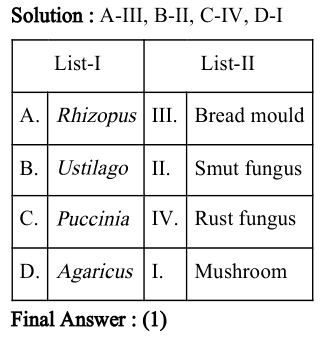 Solution : A-III, B-II, C-IV, D-I
List-I List-II
A. Rhizopus III. Bread mould
B. Ustilago II. Smut fungus
C. Puccinia IV. Rust fungus
D. Agaricus I. Mushroom
Final Answer : (1)